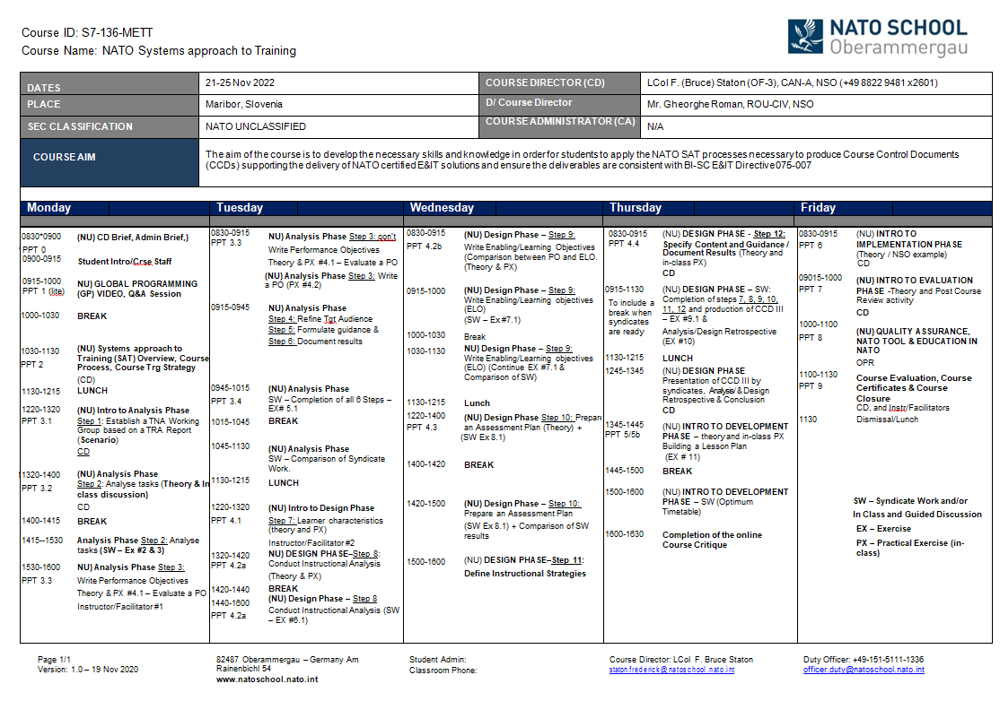 Course ID: S7-136-METT
Course Name: NATO Systems approach to Training
NATO SCHOOL
Oberammergau
DATES
21-25 Nov 2022
COURSE DIRECTOR (CD)
LCol F. (Bruce) Staton (OF-3), CAN-A, NSO (+49 8822 9481 x2601)
PLACE
Maribor, Slovenia
D/ Course Director
Mr. Gheorghe Roman, ROU-CIV, NSO
SEC CLASSIFICATION
NATO UNCLASSIFIED
COURSE ADMINISTRATOR (CA)
N/A
COURSE AIM
The aim of the course is to develop the necessary skills and knowledge in order for students to apply the NATO SAT processes necessary to produce Course Control Documents
(CCDs) supporting the delivery of NATO certified E&IT solutions and ensure the deliverables are consistent with BI-SC E&IT Directive 075-007
Monday
0830*0900
(NU) CD Brief, Admin Brief,)
PPT 0
0900-0915
Student Intro/Crse Staff
0915-1000
PPT 1 (lite)
NU) GLOBAL PROGRAMMING
(GP) VIDEO, Q&A Session
1000-1030
BREAK
1030-1130
PPT 2
(NU) Systems approach to
Training (SAT) Overview, Course
Process, Course Trg Strategy
(CD)
1130-1215
LUNCH
1220-1320
PPT 3.1
(NU) Intro to Analysis Phase
Step 1: Establish a TNA Working
Group based on a TRA Report
(Scenario)
CD
1320-1400
PPT 3.2
(NU) Analysis Phase
Step 2: Analyse tasks (Theory & In
class discussion)
CD
1400-1415
BREAK
1415–1530
Analysis Phase Step 2: Analyse
tasks (SW – Ex #2 & 3)
1530-1600
PPT 3.3
NU) Analysis Phase Step 3:
Write Performance Objectives
Theory & PX #4.1 – Evaluate a PO
Instructor/Facilitator #1
Tuesday
0830-0915
PPT 3.3
(NU) Analysis Phase Step 3: con't
Write Performance Objectives
Theory & PX #4.1 – Evaluate a PO
(NU) Analysis Phase Step 3: Write
a PO (PX #4.2)
0915-0945
(NU) Analysis Phase
Step 4: Refine Tgt Audience
Step 5: Formulate guidance &
Step 6: Document results
0945-1015
PPT 3.4
(NU) Analysis Phase
SW – Completion of all 6 Steps –
EX# 5.1
1015-1045
BREAK
1045-1130
(NU) Analysis Phase
SW – Comparison of Syndicate
Work.
1130-1215
LUNCH
1220-1320
PPT 4.1
(NU) Intro to Design Phase
Step 7: Learner characteristics
(theory and PX)
Instructor/Facilitator #2
1320-1420
PPT 4.2a
NU) DESIGN PHASE–Step 8:
Conduct Instructional Analysis
(Theory & PX)
1420-1440
BREAK
1440-1600
PPT 4.2a
(NU) Design Phase – Step 8
Conduct Instructional Analysis (SW
– EX #6.1)
Wednesday
0830-0915
PPT 4.2b
(NU) Design Phase – Step 9:
Write Enabling/Learning Objectives
(Comparison between PO and ELO.
(Theory & PX)
0915-1000
(NU) Design Phase – Step 9:
Write Enabling/Learning objectives
(ELO)
(SW – Ex #7.1)
1000-1030
Break
1030-1130
NU) Design Phase – Step 9:
Write Enabling/Learning objectives
(ELO) (Continue EX #7.1 &
Comparison of SW)
1130-1215
Lunch
1220-1400
PPT 4.3
(NU) Design Phase Step 10: Prepare
an Assessment Plan (Theory) +
(SW Ex 8.1)
1400-1420
BREAK
1420-1500
(NU) Design Phase – Step 10:
Prepare an Assessment Plan
(SW Ex 8.1) + Comparison of SW
results
1500-1600
(NU) DESIGN PHASE–Step 11:
Define Instructional Strategies
Thursday
0830-0915
PPT 4.4
(NU) DESIGN PHASE - Step 12:
Specify Content and Guidance /
Document Results (Theory and
in-class PX)
CD
0915-1130
To include a
break when
syndicates
are ready
(NU) DESIGN PHASE – SW:
Completion of steps 7, 8, 9, 10,
11, 12 and production of CCD III
– EX #9.1 &
Analysis/Design Retrospective
(EX #10)
1130-1215
LUNCH
1245-1345
(NU) DESIGN PHASE
Presentation of CCD III by
syndicates, Analysis/ & Design
Retrospective & Conclusion
CD
1345-1445
PPT 5/5b
(NU) INTRO TO DEVELOPMENT
PHASE – theory and in-class PX
Building a Lesson Plan
(EX # 11)
1445-1500
BREAK
1500-1600
(NU) INTRO TO DEVELOPMENT
PHASE – SW (Optimum
Timetable)
1600-1630
Completion of the online
Course Critique
Friday
0830-0915
PPT 6
(NU) INTRO TO
IMPLEMENTATION PHASE
(Theory / NSO example)
CD
09015-1000
PPT 7
(NU) INTRO TO EVALUATION
PHASE -Theory and Post Course
Review activity
CD
1000-1100
PPT 8
(NU) QUALITY ASSURANCE,
NATO TOOL & EDUCATION IN
NATO
OPR
1100-1130
PPT 9
Course Evaluation, Course
Certificates & Course
Closure
CD, and Instr/Facilitators
1130
Dismissal/Lunch
SW – Syndicate Work and/or
In Class and Guided Discussion
EX – Exercise
PX – Practical Exercise (in-
class)
Page 1/1
Version: 1.0 – 19 Nov 2020
82487 Oberammergau – Germany Am
Rainenbichl 54
www.natoschool.nato.int
Student Admin:
Classroom Phone:
Course Director: LCol F. Bruce Staton
staton.frederick@natoschool.nato.int
Duty Officer: +49-151-5111-1336
officer.duty@natoschool.nato.int